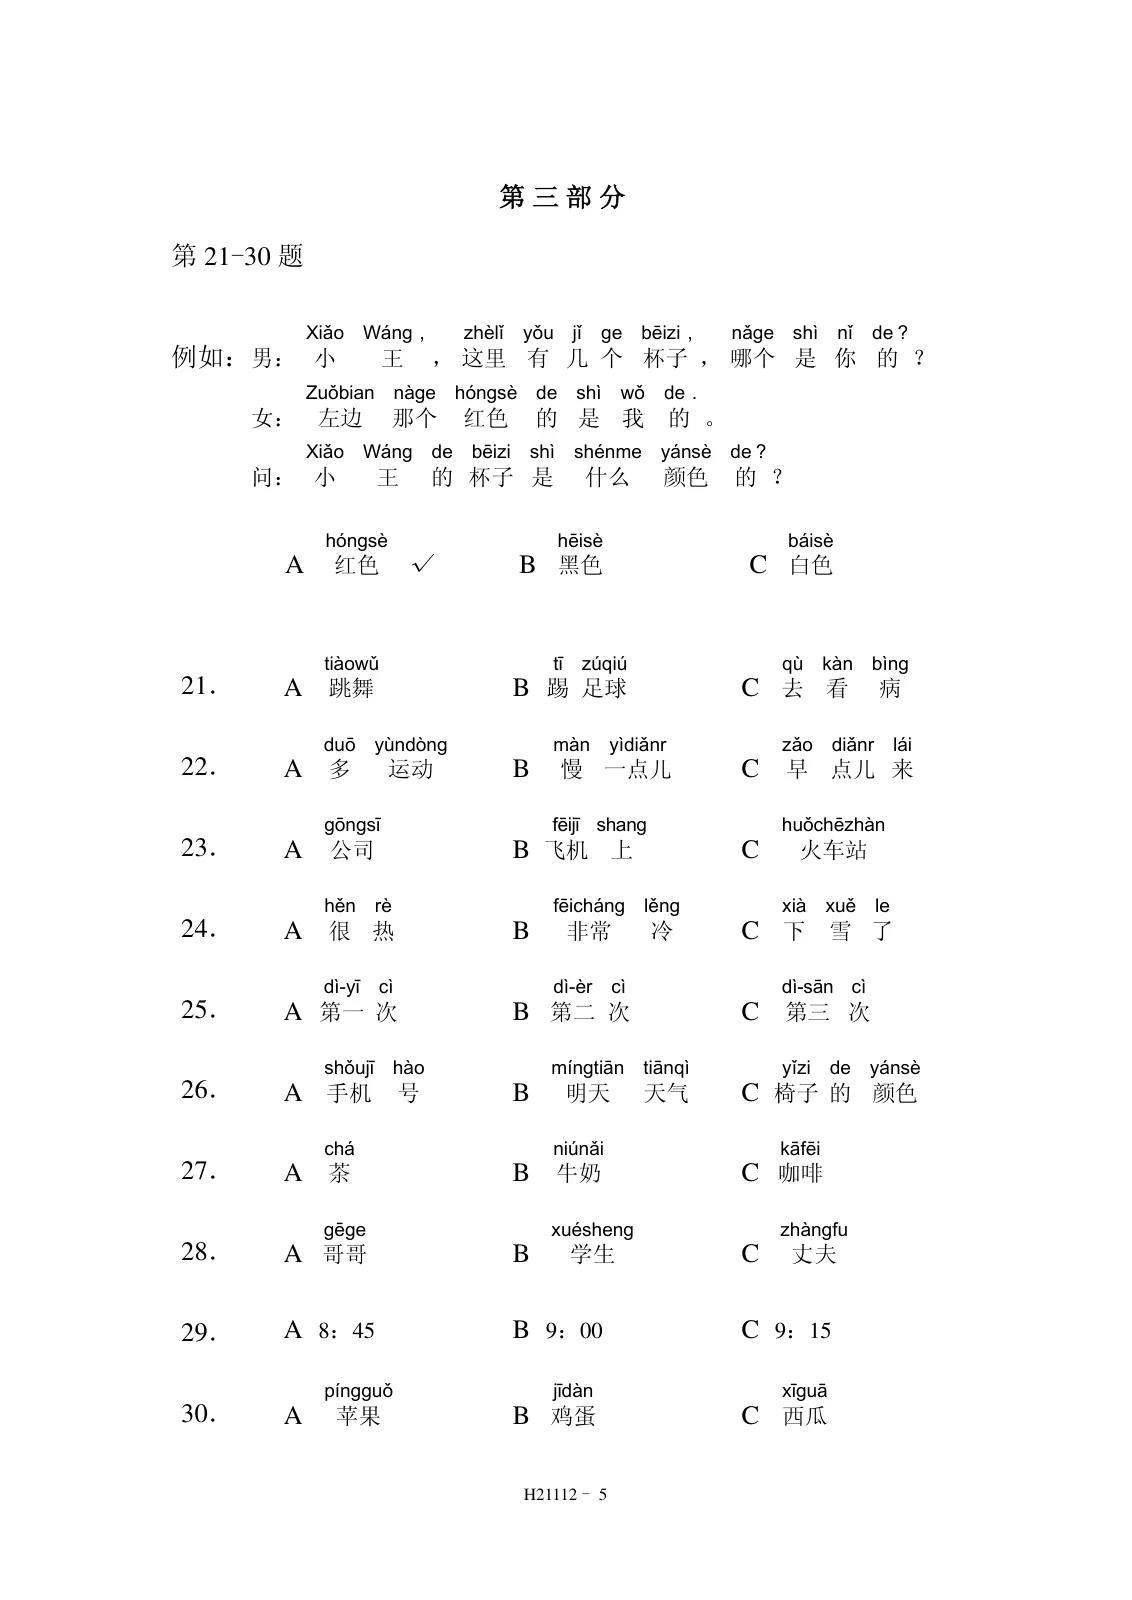 第三部分
第 21-30 题
Xiǎo Wáng, zhèlǐ yǒu jǐ ge bēizi, nǎge shì nǐ de?
例如：男：小王，这里有几个杯子，哪个是你的？
Zuǒbian nàge hóngsè de shì wǒ de.
女：左边那个红色的是我的。
Xiǎo Wáng de bēizi shì shénme yánsè de?
问：小王的杯子是什么颜色的？
hóngsè hēisè báisè
A 红色 √ B 黑色 C 白色
tiàowǔ tī zúqiú qù kàn bìng
21. A 跳舞 B 踢足球 C 去看病
duō yùndòng màn yìdiǎnr zǎo diǎnr lái
22. A 多运动 B 慢一点儿 C 早点儿来
gōngsī fēijī shang huǒchēzhàn
23. A 公司 B 飞机上 C 火车站
hěn rè fēicháng lěng xià xuě le
24. A 很热 B 非常冷 C 下雪了
dì-yī cì dì-èr cì dì-sān cì
25. A 第一次 B 第二次 C 第三次
shǒujī hào míngtiān tiānqì yǐzi de yánsè
26. A 手机号 B 明天天气 C 椅子的颜色
chá niúnǎi kāfēi
27. A 茶 B 牛奶 C 咖啡
gēge xuésheng zhàngfu
28. A 哥哥 B 学生 C 丈夫
29. A 8：45 B 9：00 C 9：15
píngguǒ jīdàn xīguā
30. A 苹果 B 鸡蛋 C 西瓜
H21112- 5